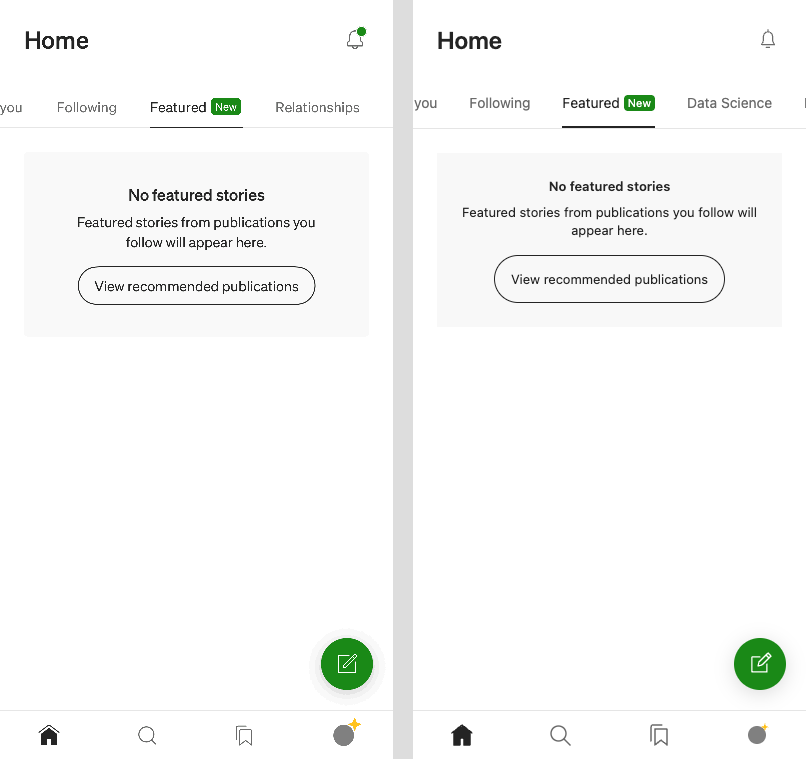 Home
you Following Featured New Relationships
No featured stories
Featured stories from publications you
follow will appear here.
View recommended publications
Home
you Following Featured New Data Science
No featured stories
Featured stories from publications you follow will
appear here.
View recommended publications